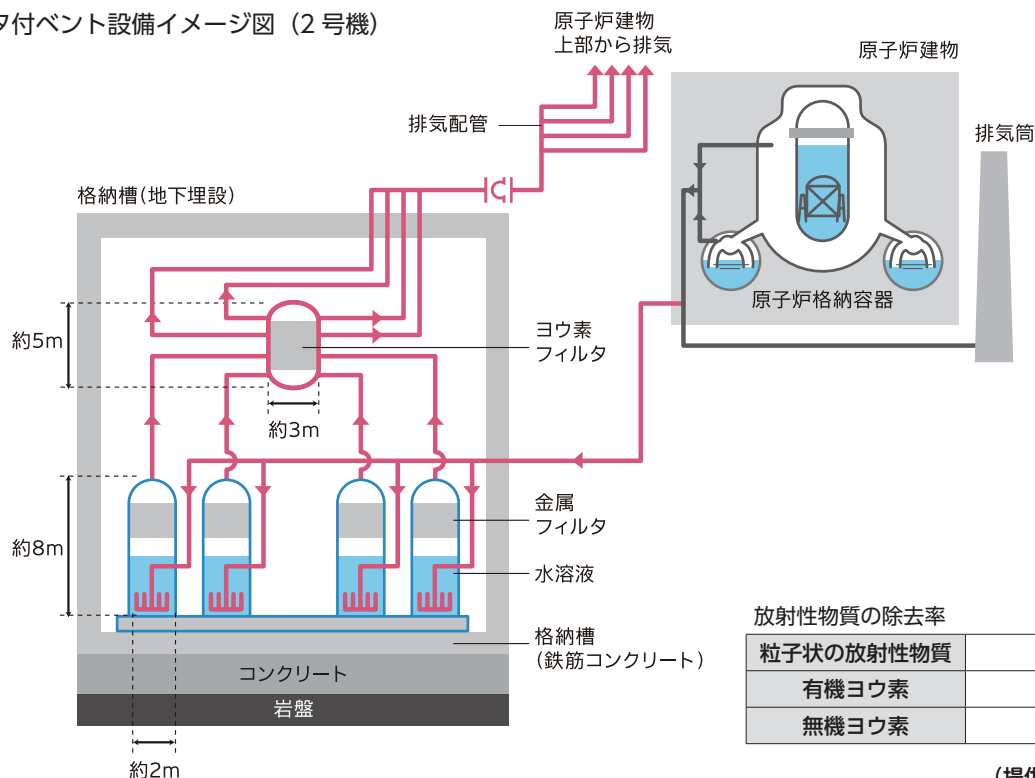 タ付ベント設備イメージ図（2号機）
原子炉建物
上部から排気
原子炉建物
排気配管
排気筒
格納槽（地下埋設）
原子炉格納容器
約5m
ヨウ素
フィルタ
約3m
金属
フィルタ
約8m
水溶液
格納槽
（鉄筋コンクリート）
コンクリート
岩盤
約2m
放射性物質の除去率
粒子状の放射性物質
有機ヨウ素
無機ヨウ素